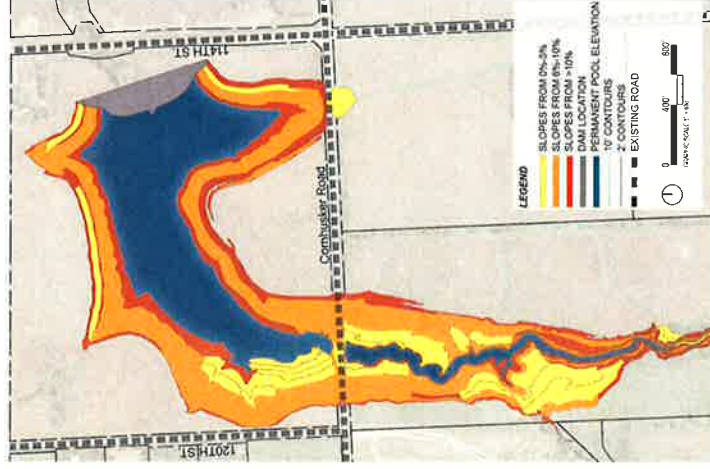 114TH ST.
Cornhusker Road
120TH ST.
LEGEND
SLOPES FROM 0%-5%
SLOPES FROM 6%-10%
SLOPES FROM >10%
DAM LOCATION
PERMANENT POOL ELEVATION
10' CONTOURS
2' CONTOURS
EXISTING ROAD
0 400' 800'